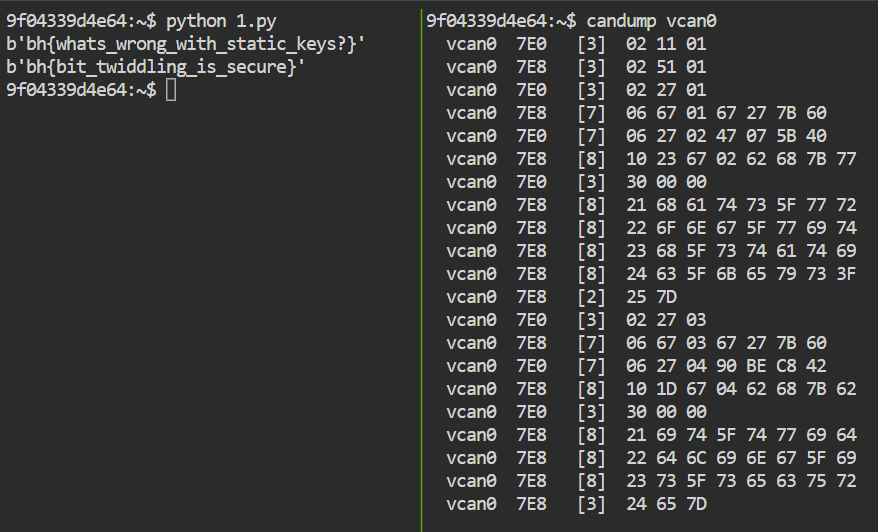 9f04339d4e64:~$ python 1.py
b'bh{whats_wrong_with_static_keys?}'
b'bh{bit_twiddling_is_secure}'
9f04339d4e64:~$
9f04339d4e64:~$ candump vcan0
vcan0 7E0 [3] 02 11 01
vcan0 7E8 [3] 02 51 01
vcan0 7E0 [3] 02 27 01
vcan0 7E8 [7] 06 67 01 67 27 7B 60
vcan0 7E0 [7] 06 27 02 47 07 5B 40
vcan0 7E8 [8] 10 23 67 02 62 68 7B 77
vcan0 7E0 [3] 30 00 00
vcan0 7E8 [8] 21 68 61 74 73 5F 77 72
vcan0 7E8 [8] 22 6F 6E 67 5F 77 69 74
vcan0 7E8 [8] 23 68 5F 73 74 61 74 69
vcan0 7E8 [8] 24 63 5F 6B 65 79 73 3F
vcan0 7E8 [2] 25 7D
vcan0 7E0 [3] 02 27 03
vcan0 7E8 [7] 06 67 03 67 27 7B 60
vcan0 7E0 [7] 06 27 04 90 BE C8 42
vcan0 7E8 [8] 10 1D 67 04 62 68 7B 62
vcan0 7E0 [3] 30 00 00
vcan0 7E8 [8] 21 69 74 5F 74 77 69 64
vcan0 7E8 [8] 22 64 6C 69 6E 67 5F 69
vcan0 7E8 [8] 23 73 5F 73 65 63 75 72
vcan0 7E8 [3] 24 65 7D